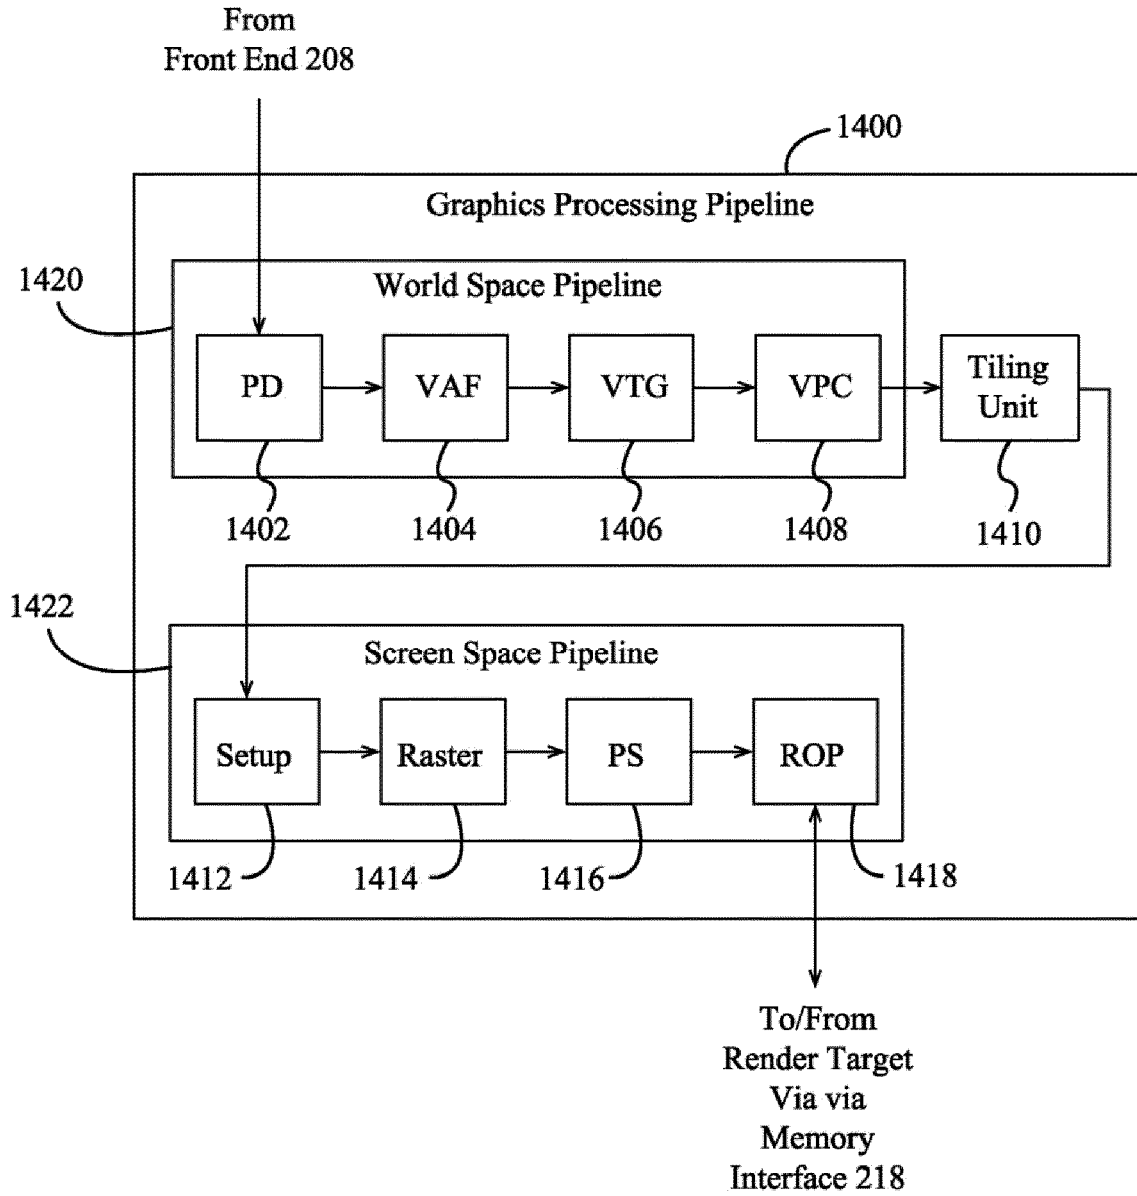 From
Front End 208
1400
Graphics Processing Pipeline
1420
World Space Pipeline
PD
VAF
VTG
VPC
Tiling
Unit
1402
1404
1406
1408
1410
1422
Screen Space Pipeline
Setup
Raster
PS
ROP
1412
1414
1416
1418
To/From
Render Target
Via via
Memory
Interface 218